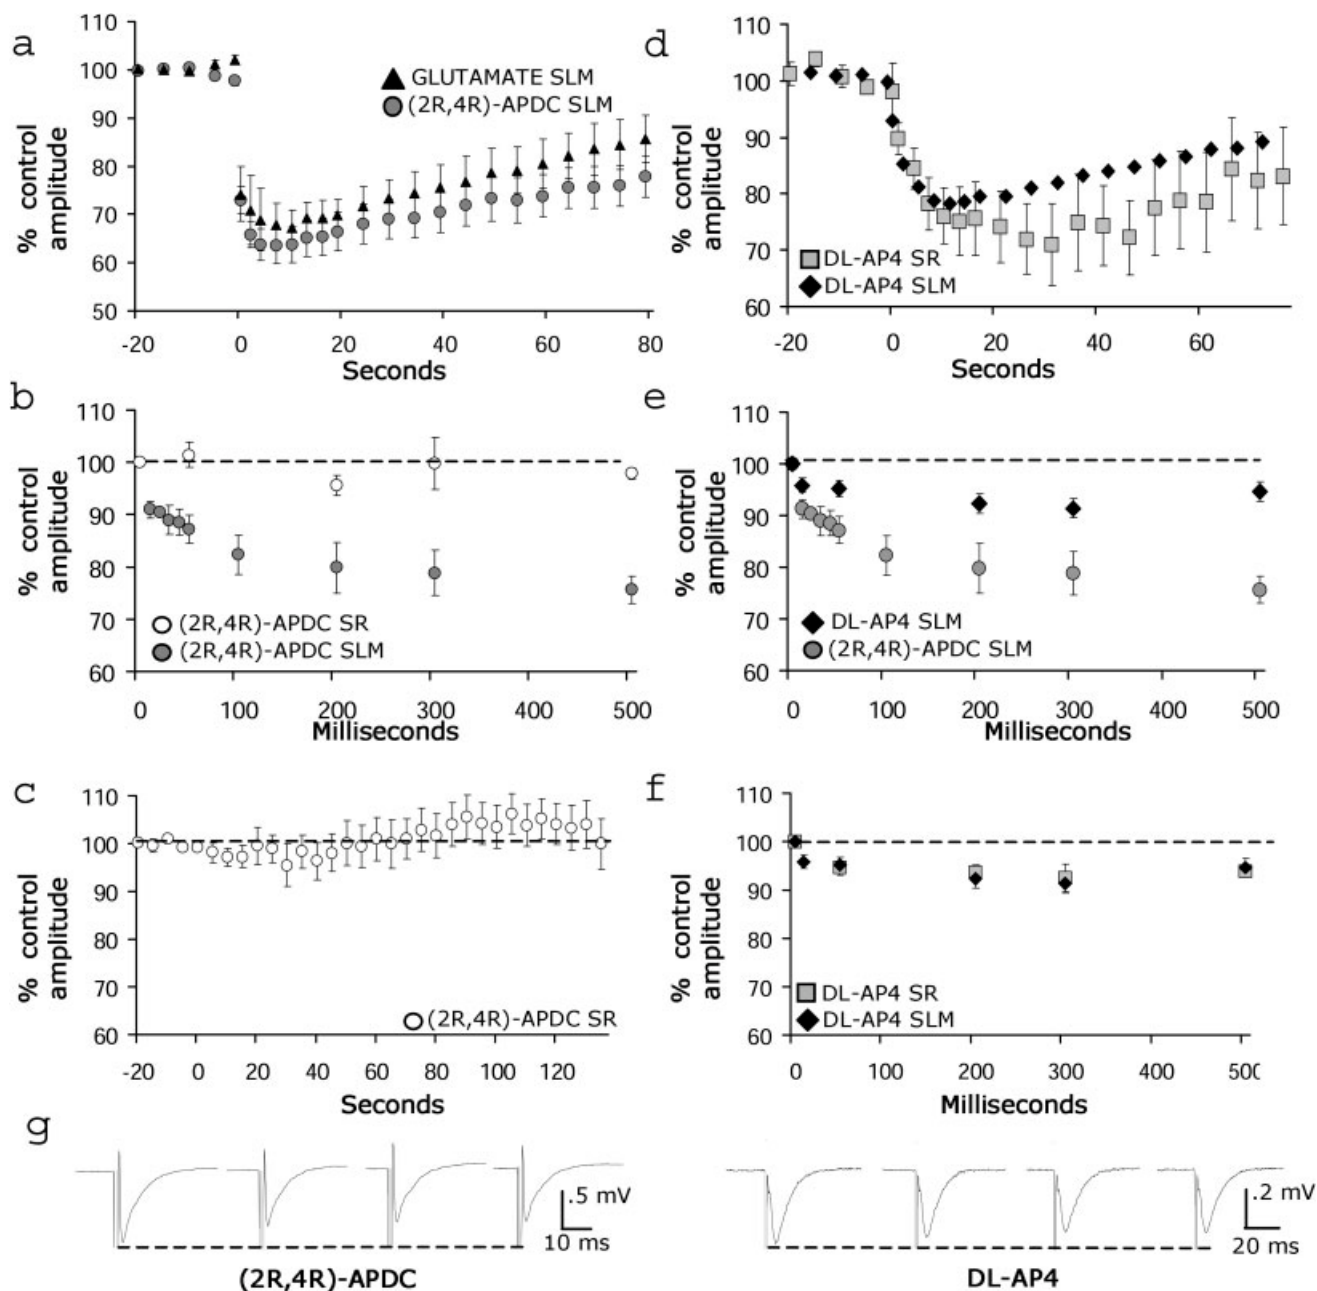 a
110
100
90
80
70
60
50
% control
amplitude
GLUTAMATE SLM
(2R,4R)-APDC SLM
-20 0 20 40 60 80
Seconds
d
110
100
90
80
70
60
% control
amplitude
DL-AP4 SR
DL-AP4 SLM
-20 0 20 40 60
Seconds
b
110
100
90
80
70
60
% control
amplitude
(2R,4R)-APDC SR
(2R,4R)-APDC SLM
0 100 200 300 400 500
Milliseconds
e
110
100
90
80
70
60
% control
amplitude
DL-AP4 SLM
(2R,4R)-APDC SLM
0 100 200 300 400 500
Milliseconds
c
110
100
90
80
70
60
% control
amplitude
(2R,4R)-APDC SR
-20 0 20 40 60 80 100 120
Seconds
f
110
100
90
80
70
60
% control
amplitude
DL-AP4 SR
DL-AP4 SLM
0 100 200 300 400 500
Milliseconds
g
.5 mV
10 ms
(2R,4R)-APDC
.2 mV
20 ms
DL-AP4